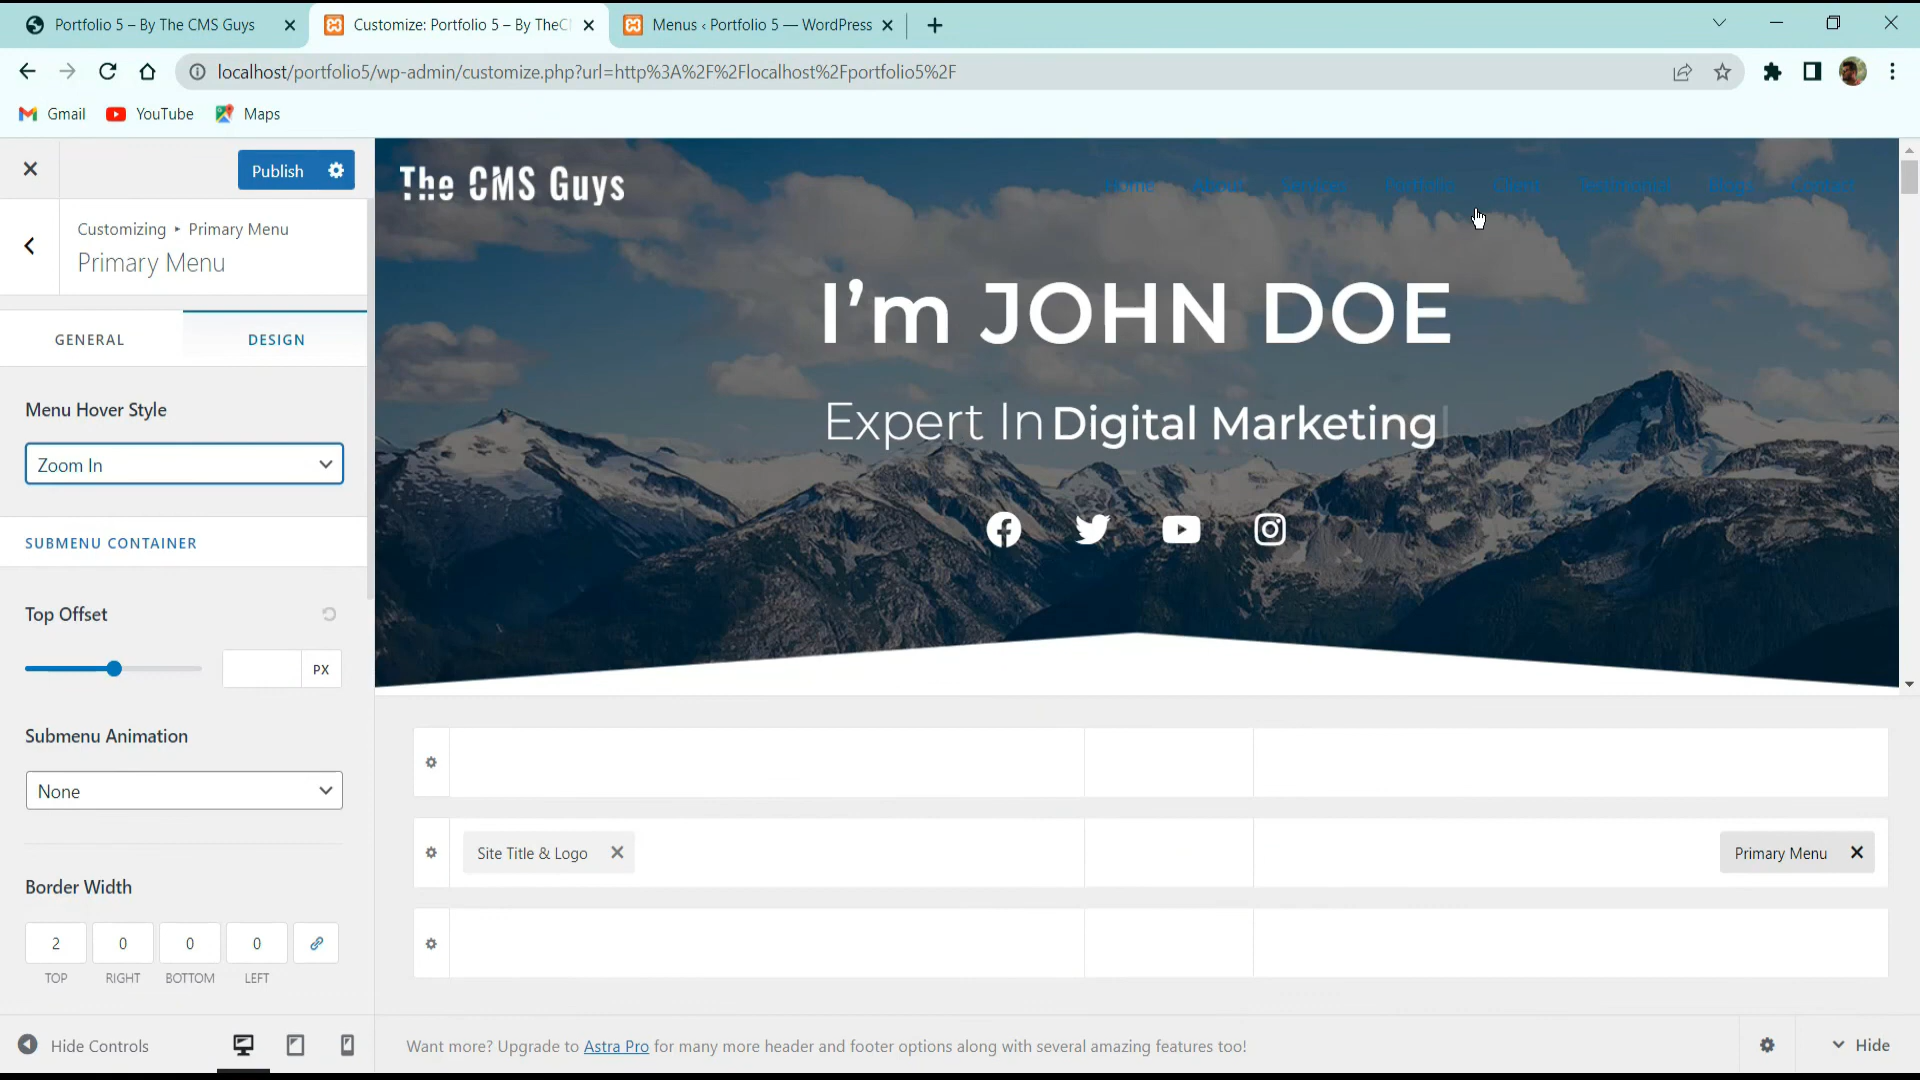 Portfolio 5 – By The CMS Guys
Customize: Portfolio 5 – By TheC
Menus ‹ Portfolio 5 — WordPress
localhost/portfolio5/wp-admin/customize.php?url=http%3A%2F%2Flocalhost%2Fportfolio5%2F
Gmail
YouTube
Maps
Publish
Customizing ▸ Primary Menu
Primary Menu
GENERAL
DESIGN
Menu Hover Style
Zoom In
SUBMENU CONTAINER
Top Offset
PX
Submenu Animation
None
Border Width
2 0 0 0
TOP RIGHT BOTTOM LEFT
Hide Controls
The CMS Guys
Home About Services Portfolio Client Testimonial Blogs Contact
I’m JOHN DOE
Expert In Digital Marketing
Site Title & Logo
Primary Menu
Want more? Upgrade to Astra Pro for many more header and footer options along with several amazing features too!
Hide